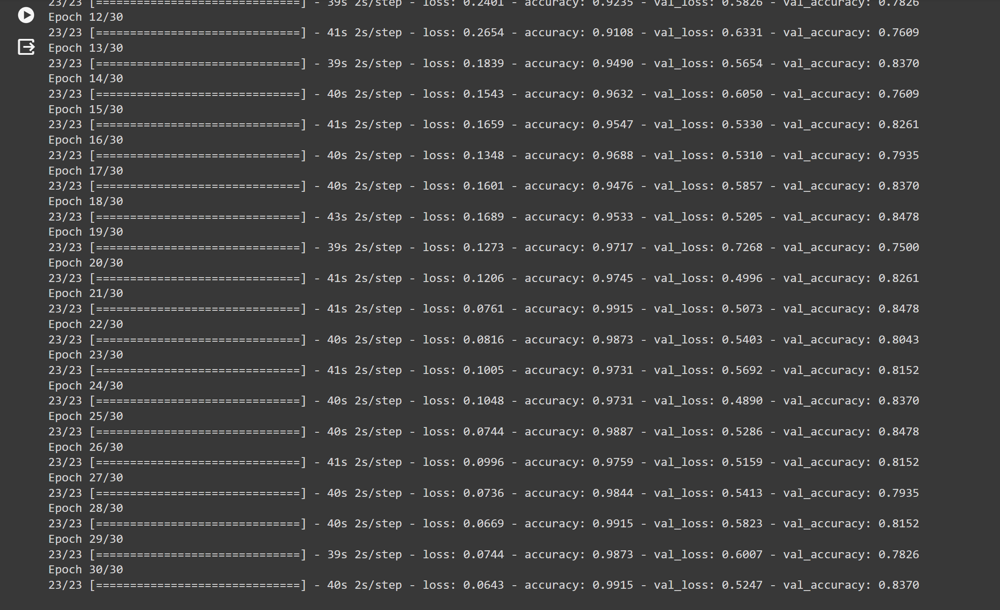 23/23 [==============================] - 39s 2s/step - loss: 0.2401 - accuracy: 0.9235 - val_loss: 0.5826 - val_accuracy: 0.7826
Epoch 12/30
23/23 [==============================] - 41s 2s/step - loss: 0.2654 - accuracy: 0.9108 - val_loss: 0.6331 - val_accuracy: 0.7609
Epoch 13/30
23/23 [==============================] - 39s 2s/step - loss: 0.1839 - accuracy: 0.9490 - val_loss: 0.5654 - val_accuracy: 0.8370
Epoch 14/30
23/23 [==============================] - 40s 2s/step - loss: 0.1543 - accuracy: 0.9632 - val_loss: 0.6050 - val_accuracy: 0.7609
Epoch 15/30
23/23 [==============================] - 41s 2s/step - loss: 0.1659 - accuracy: 0.9547 - val_loss: 0.5330 - val_accuracy: 0.8261
Epoch 16/30
23/23 [==============================] - 40s 2s/step - loss: 0.1348 - accuracy: 0.9688 - val_loss: 0.5310 - val_accuracy: 0.7935
Epoch 17/30
23/23 [==============================] - 40s 2s/step - loss: 0.1601 - accuracy: 0.9476 - val_loss: 0.5857 - val_accuracy: 0.8370
Epoch 18/30
23/23 [==============================] - 43s 2s/step - loss: 0.1689 - accuracy: 0.9533 - val_loss: 0.5205 - val_accuracy: 0.8478
Epoch 19/30
23/23 [==============================] - 39s 2s/step - loss: 0.1273 - accuracy: 0.9717 - val_loss: 0.7268 - val_accuracy: 0.7500
Epoch 20/30
23/23 [==============================] - 41s 2s/step - loss: 0.1206 - accuracy: 0.9745 - val_loss: 0.4996 - val_accuracy: 0.8261
Epoch 21/30
23/23 [==============================] - 41s 2s/step - loss: 0.0761 - accuracy: 0.9915 - val_loss: 0.5073 - val_accuracy: 0.8478
Epoch 22/30
23/23 [==============================] - 40s 2s/step - loss: 0.0816 - accuracy: 0.9873 - val_loss: 0.5403 - val_accuracy: 0.8043
Epoch 23/30
23/23 [==============================] - 41s 2s/step - loss: 0.1005 - accuracy: 0.9731 - val_loss: 0.5692 - val_accuracy: 0.8152
Epoch 24/30
23/23 [==============================] - 40s 2s/step - loss: 0.1048 - accuracy: 0.9731 - val_loss: 0.4890 - val_accuracy: 0.8370
Epoch 25/30
23/23 [==============================] - 40s 2s/step - loss: 0.0744 - accuracy: 0.9887 - val_loss: 0.5286 - val_accuracy: 0.8478
Epoch 26/30
23/23 [==============================] - 41s 2s/step - loss: 0.0996 - accuracy: 0.9759 - val_loss: 0.5159 - val_accuracy: 0.8152
Epoch 27/30
23/23 [==============================] - 40s 2s/step - loss: 0.0736 - accuracy: 0.9844 - val_loss: 0.5413 - val_accuracy: 0.7935
Epoch 28/30
23/23 [==============================] - 40s 2s/step - loss: 0.0669 - accuracy: 0.9915 - val_loss: 0.5823 - val_accuracy: 0.8152
Epoch 29/30
23/23 [==============================] - 39s 2s/step - loss: 0.0744 - accuracy: 0.9873 - val_loss: 0.6007 - val_accuracy: 0.7826
Epoch 30/30
23/23 [==============================] - 40s 2s/step - loss: 0.0643 - accuracy: 0.9915 - val_loss: 0.5247 - val_accuracy: 0.8370